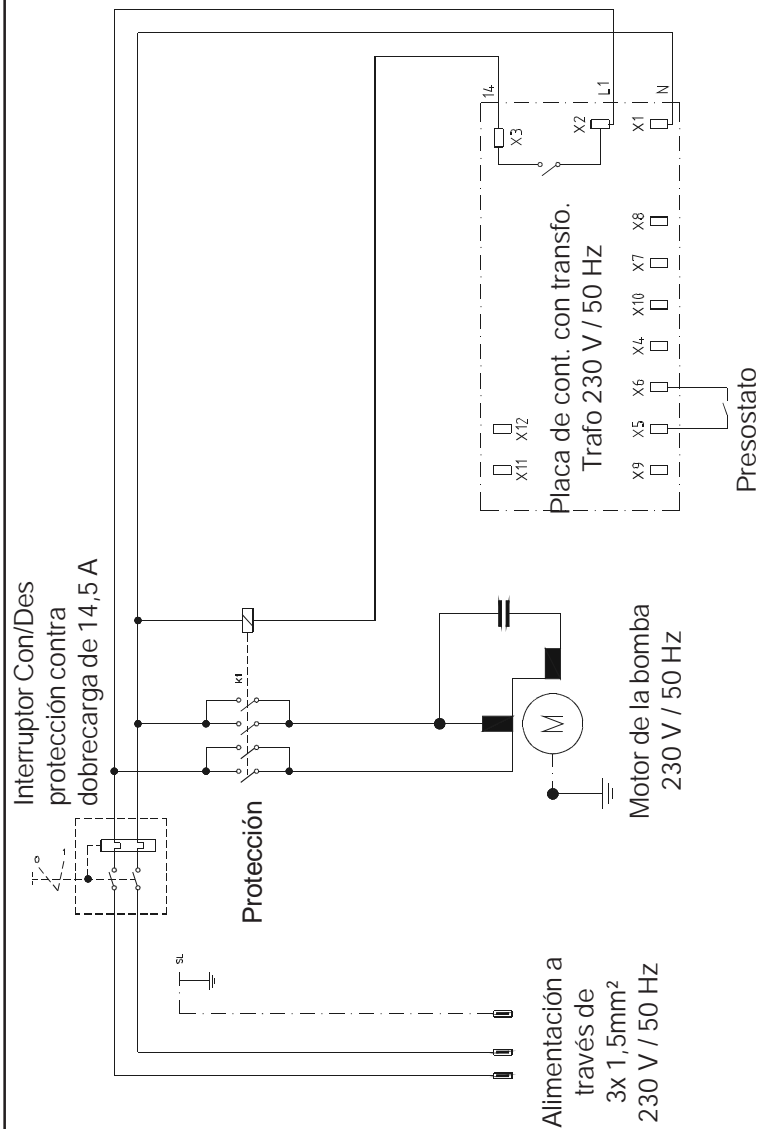 Interruptor Con/Des
protección contra
dobrecarga de 14,5 A
0
1
Protección
K1
SL
Alimentación a
través de
3x 1,5mm²
230 V / 50 Hz
M
Motor de la bomba
230 V / 50 Hz
14
L1
N
X3
X2
X1
X8
X7
X10
X4
X6
X5
X9
X12
X11
Placa de cont. con transfo.
Trafo 230 V / 50 Hz
Presostato